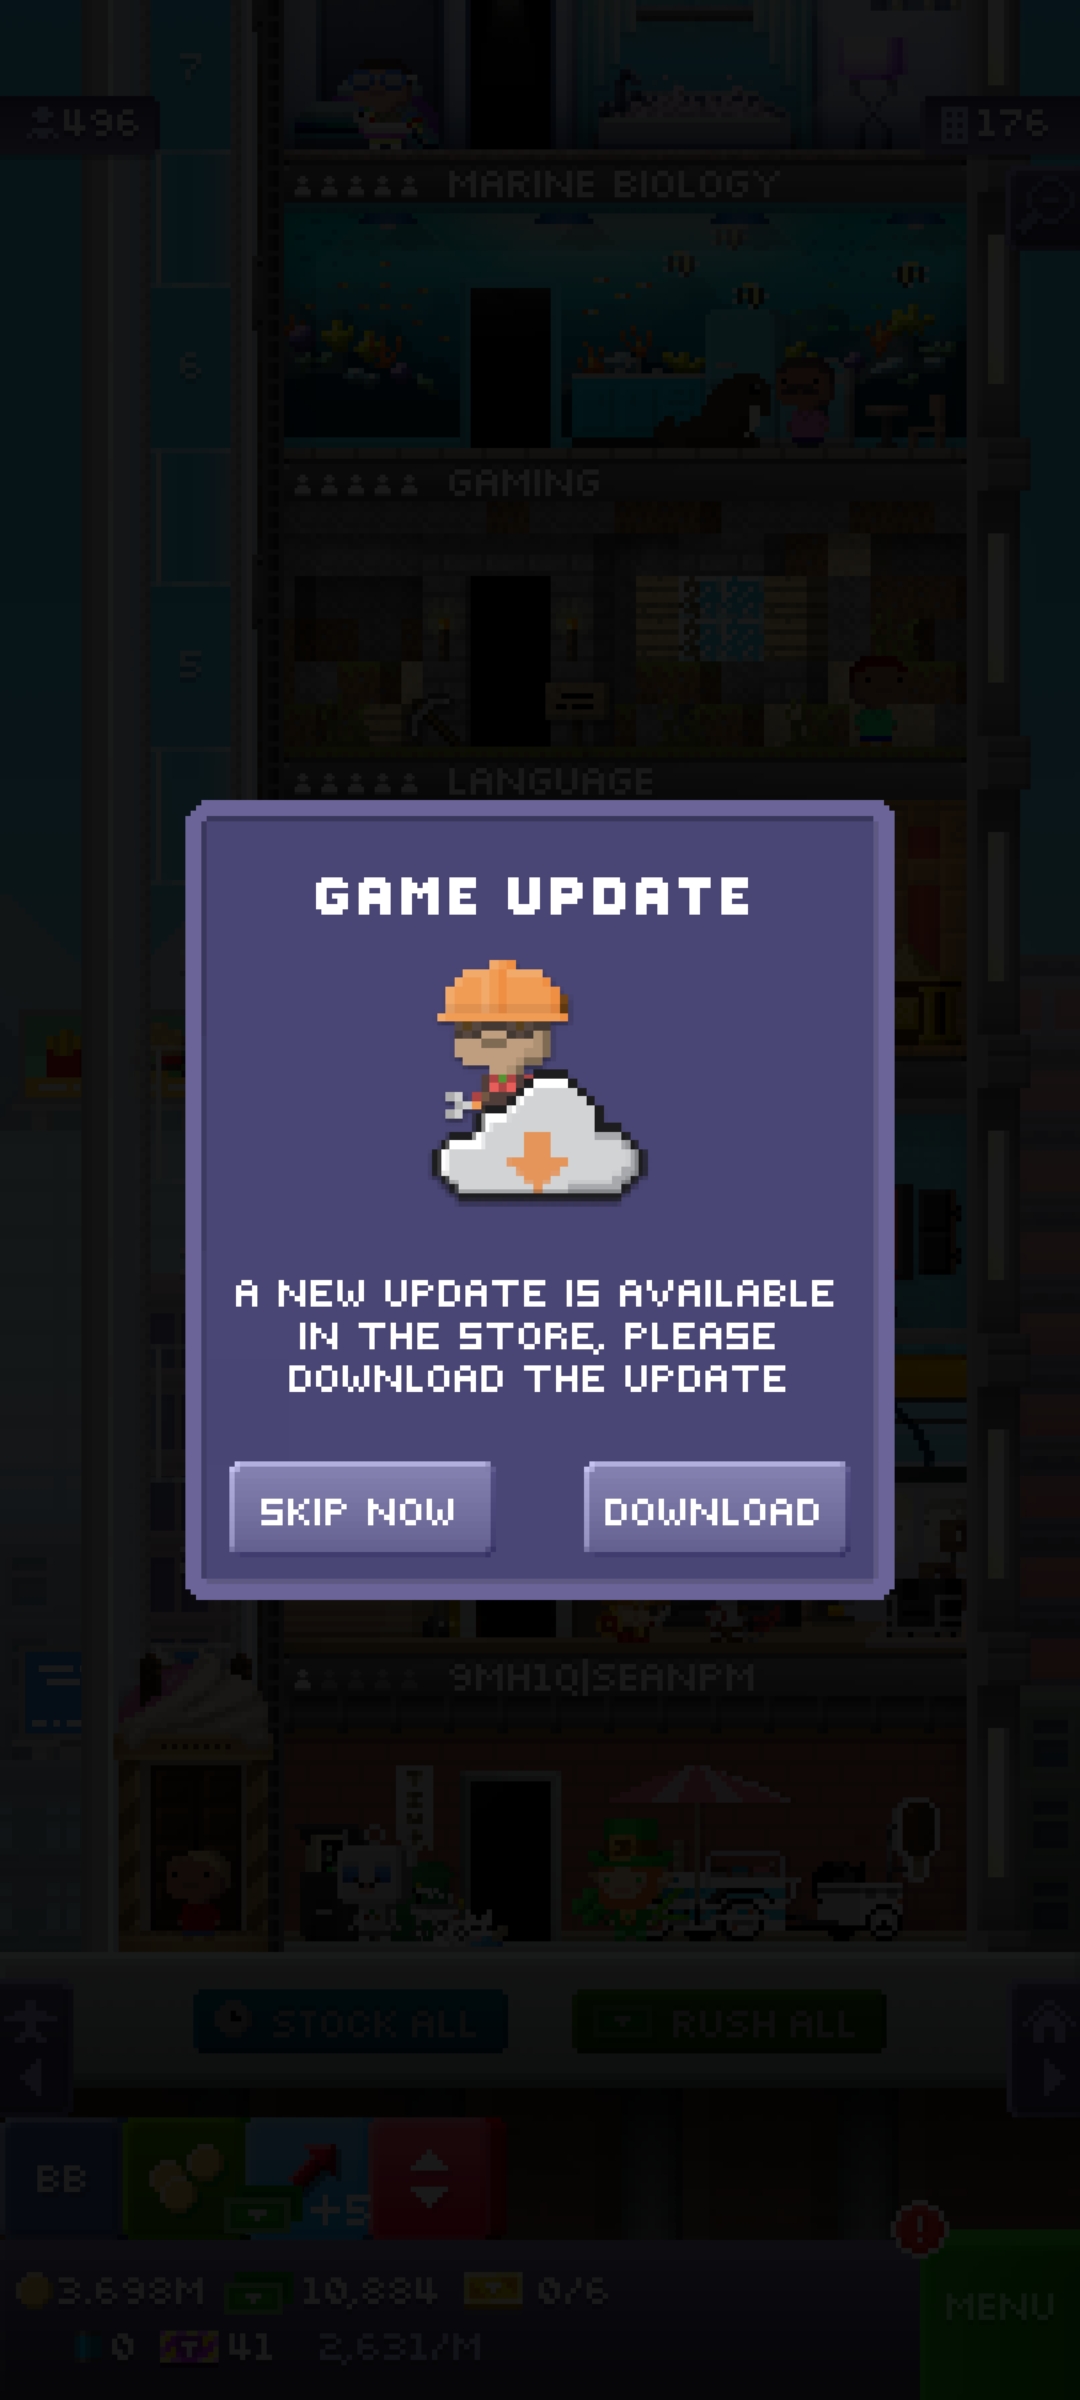 7
496
176
MARINE BIOLOGY
6
GAMING
5
LANGUAGE
GAME UPDATE
A NEW UPDATE IS AVAILABLE
IN THE STORE, PLEASE
DOWNLOAD THE UPDATE
SKIP NOW
DOWNLOAD
9MH1Q|SEANPM
STOCK ALL
RUSH ALL
BB
+5
!
3.698M
10,884
0/6
MENU
0
41
2,631/M